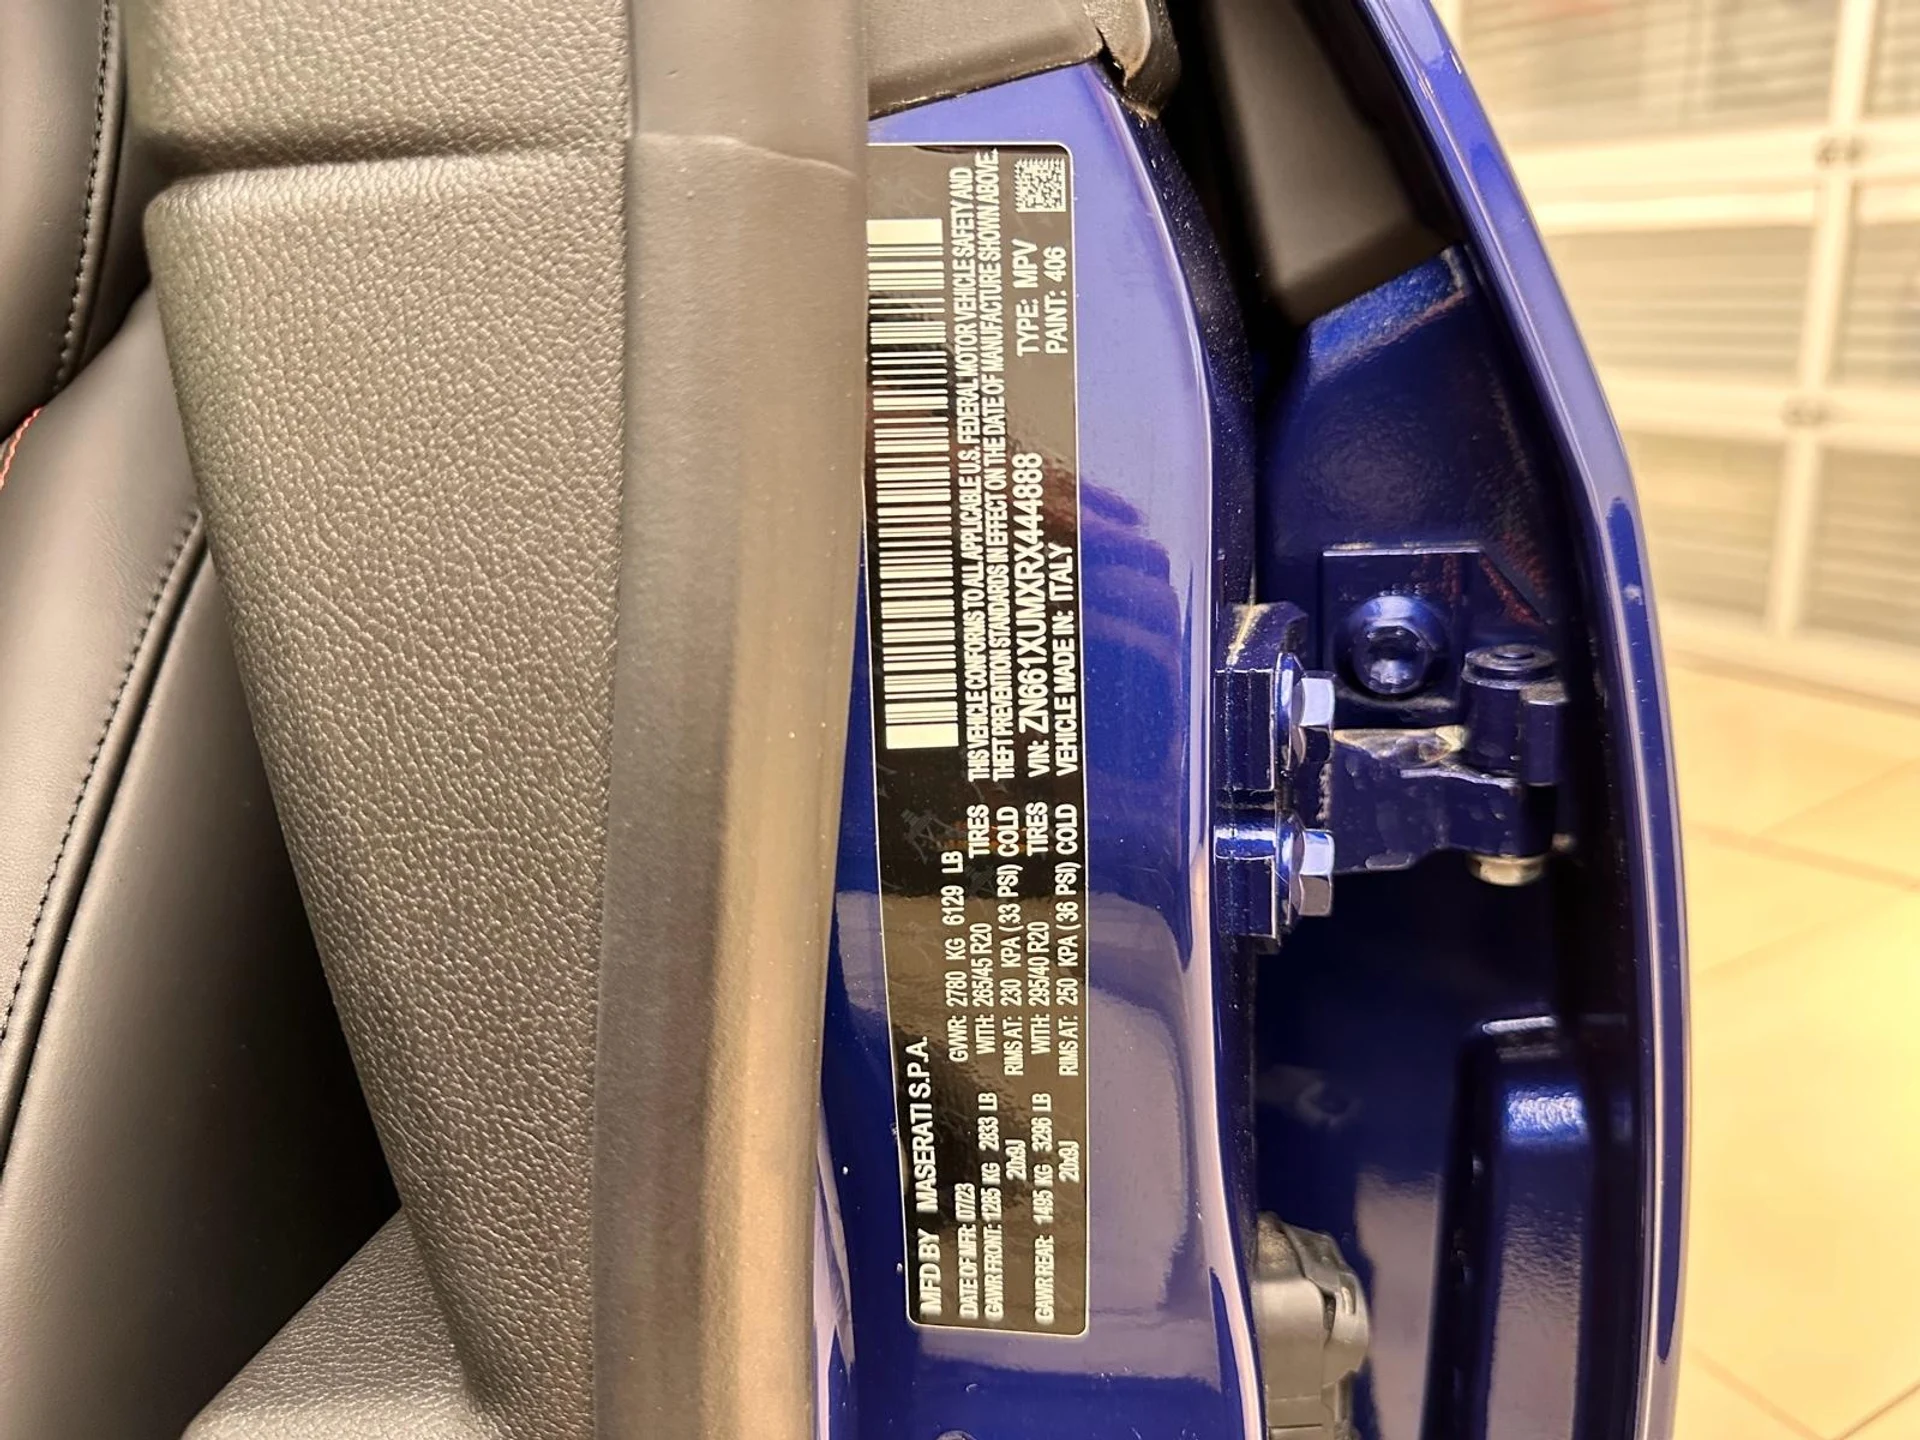 MFD BY MASERATI S.P.A.
DATE OF MFR: 07/23 GVWR: 2780 KG 6129 LB
GAWR FRONT: 1285 KG 2833 LB WITH: 265/45 R20 TIRES
20x9J RIMS AT: 230 KPA ( 33 PSI) COLD
GAWR REAR: 1495 KG 3296 LB WITH: 295/40 R20 TIRES
20x9J RIMS AT: 250 KPA ( 36 PSI) COLD
THIS VEHICLE CONFORMS TO ALL APPLICABLE U.S. FEDERAL MOTOR VEHICLE SAFETY AND
THEFT PREVENTION STANDARDS IN EFFECT ON THE DATE OF MANUFACTURE SHOWN ABOVE.
VIN: ZN661XUMXRX444888 TYPE: MPV
VEHICLE MADE IN: ITALY PAINT: 406